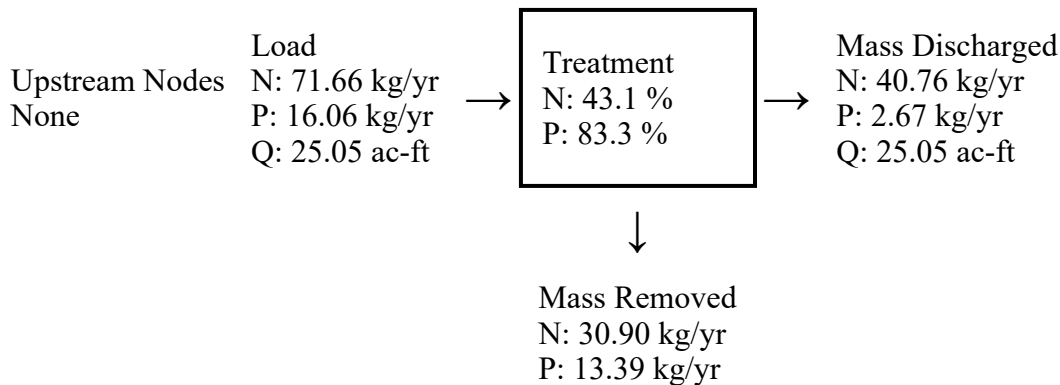 Upstream Nodes
None
Load
N: 71.66 kg/yr
P: 16.06 kg/yr
Q: 25.05 ac-ft
→
Treatment
N: 43.1 %
P: 83.3 %
→
Mass Discharged
N: 40.76 kg/yr
P: 2.67 kg/yr
Q: 25.05 ac-ft
↓
Mass Removed
N: 30.90 kg/yr
P: 13.39 kg/yr